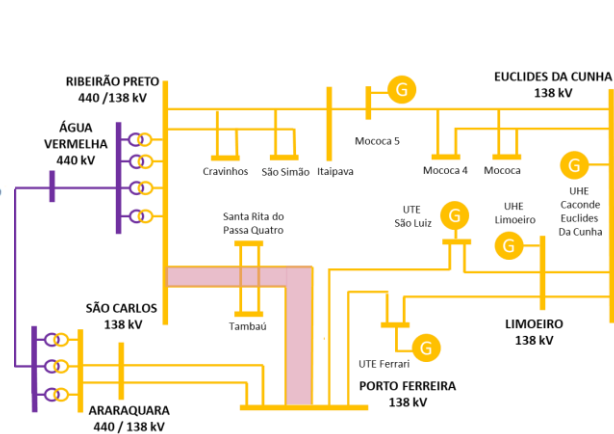 RIBEIRÃO PRETO
440 /138 kV
G
EUCLIDES DA CUNHA
138 kV
ÁGUA
VERMELHA
440 kV
Mococa 5
Cravinhos
São Simão
Itaipava
Mococa 4
Mococa
G
UHE
Caconde
Euclides
Da Cunha
UTE
São Luiz
G
UHE
Limoeiro
G
Santa Rita do
Passa Quatro
Tambaú
SÃO CARLOS
138 kV
LIMOEIRO
138 kV
G
UTE Ferrari
PORTO FERREIRA
138 kV
ARARAQUARA
440 / 138 kV